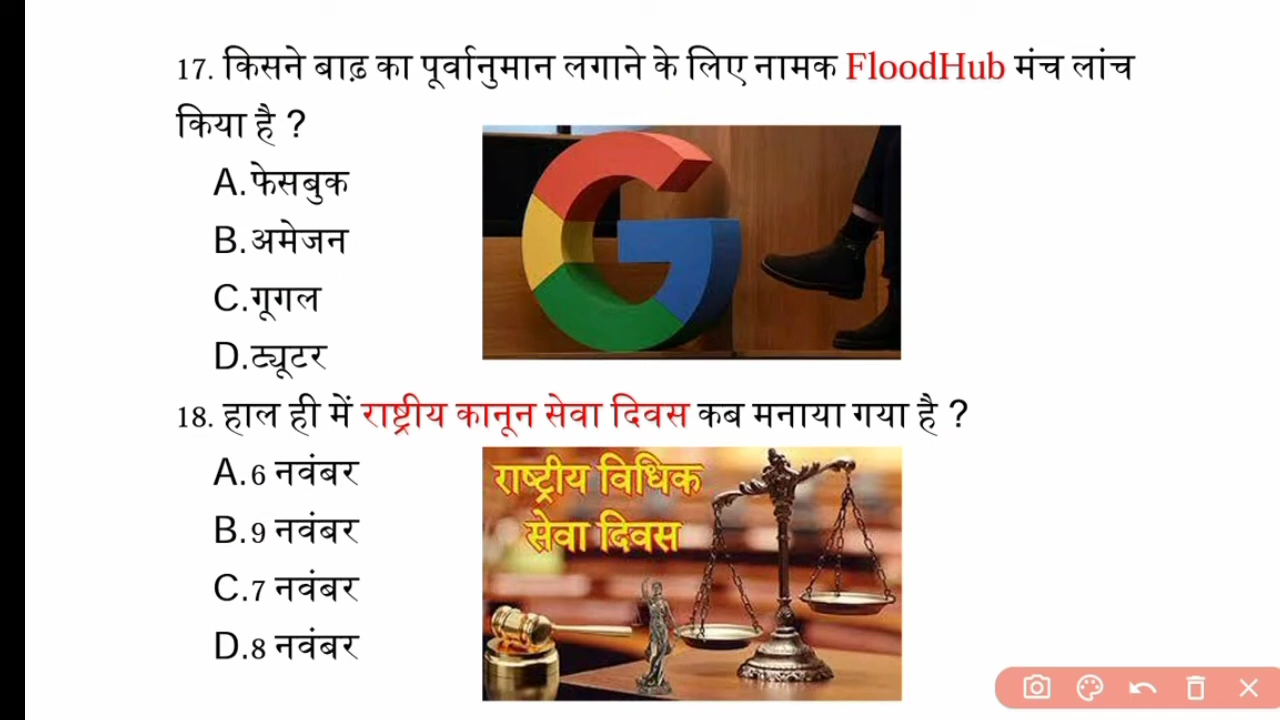 17. किसने बाढ़ का पूर्वानुमान लगाने के लिए नामक FloodHub मंच लांच
किया है ?
A.फेसबुक
B.अमेजन
C.गूगल
D.ट्यूटर
18. हाल ही में राष्ट्रीय कानून सेवा दिवस कब मनाया गया है ?
A.6 नवंबर
B.9 नवंबर
C.7 नवंबर
D.8 नवंबर
राष्ट्रीय विधिक
सेवा दिवस